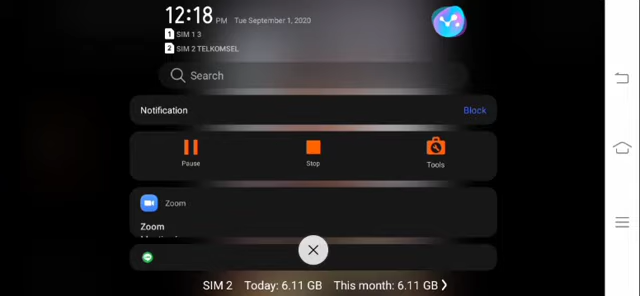 12:18 PM Tue September 1, 2020
1 SIM 1 3
2 SIM 2 TELKOMSEL
Search
Notification Block
Pause Stop Tools
Zoom
Zoom
SIM 2 Today: 6.11 GB This month: 6.11 GB